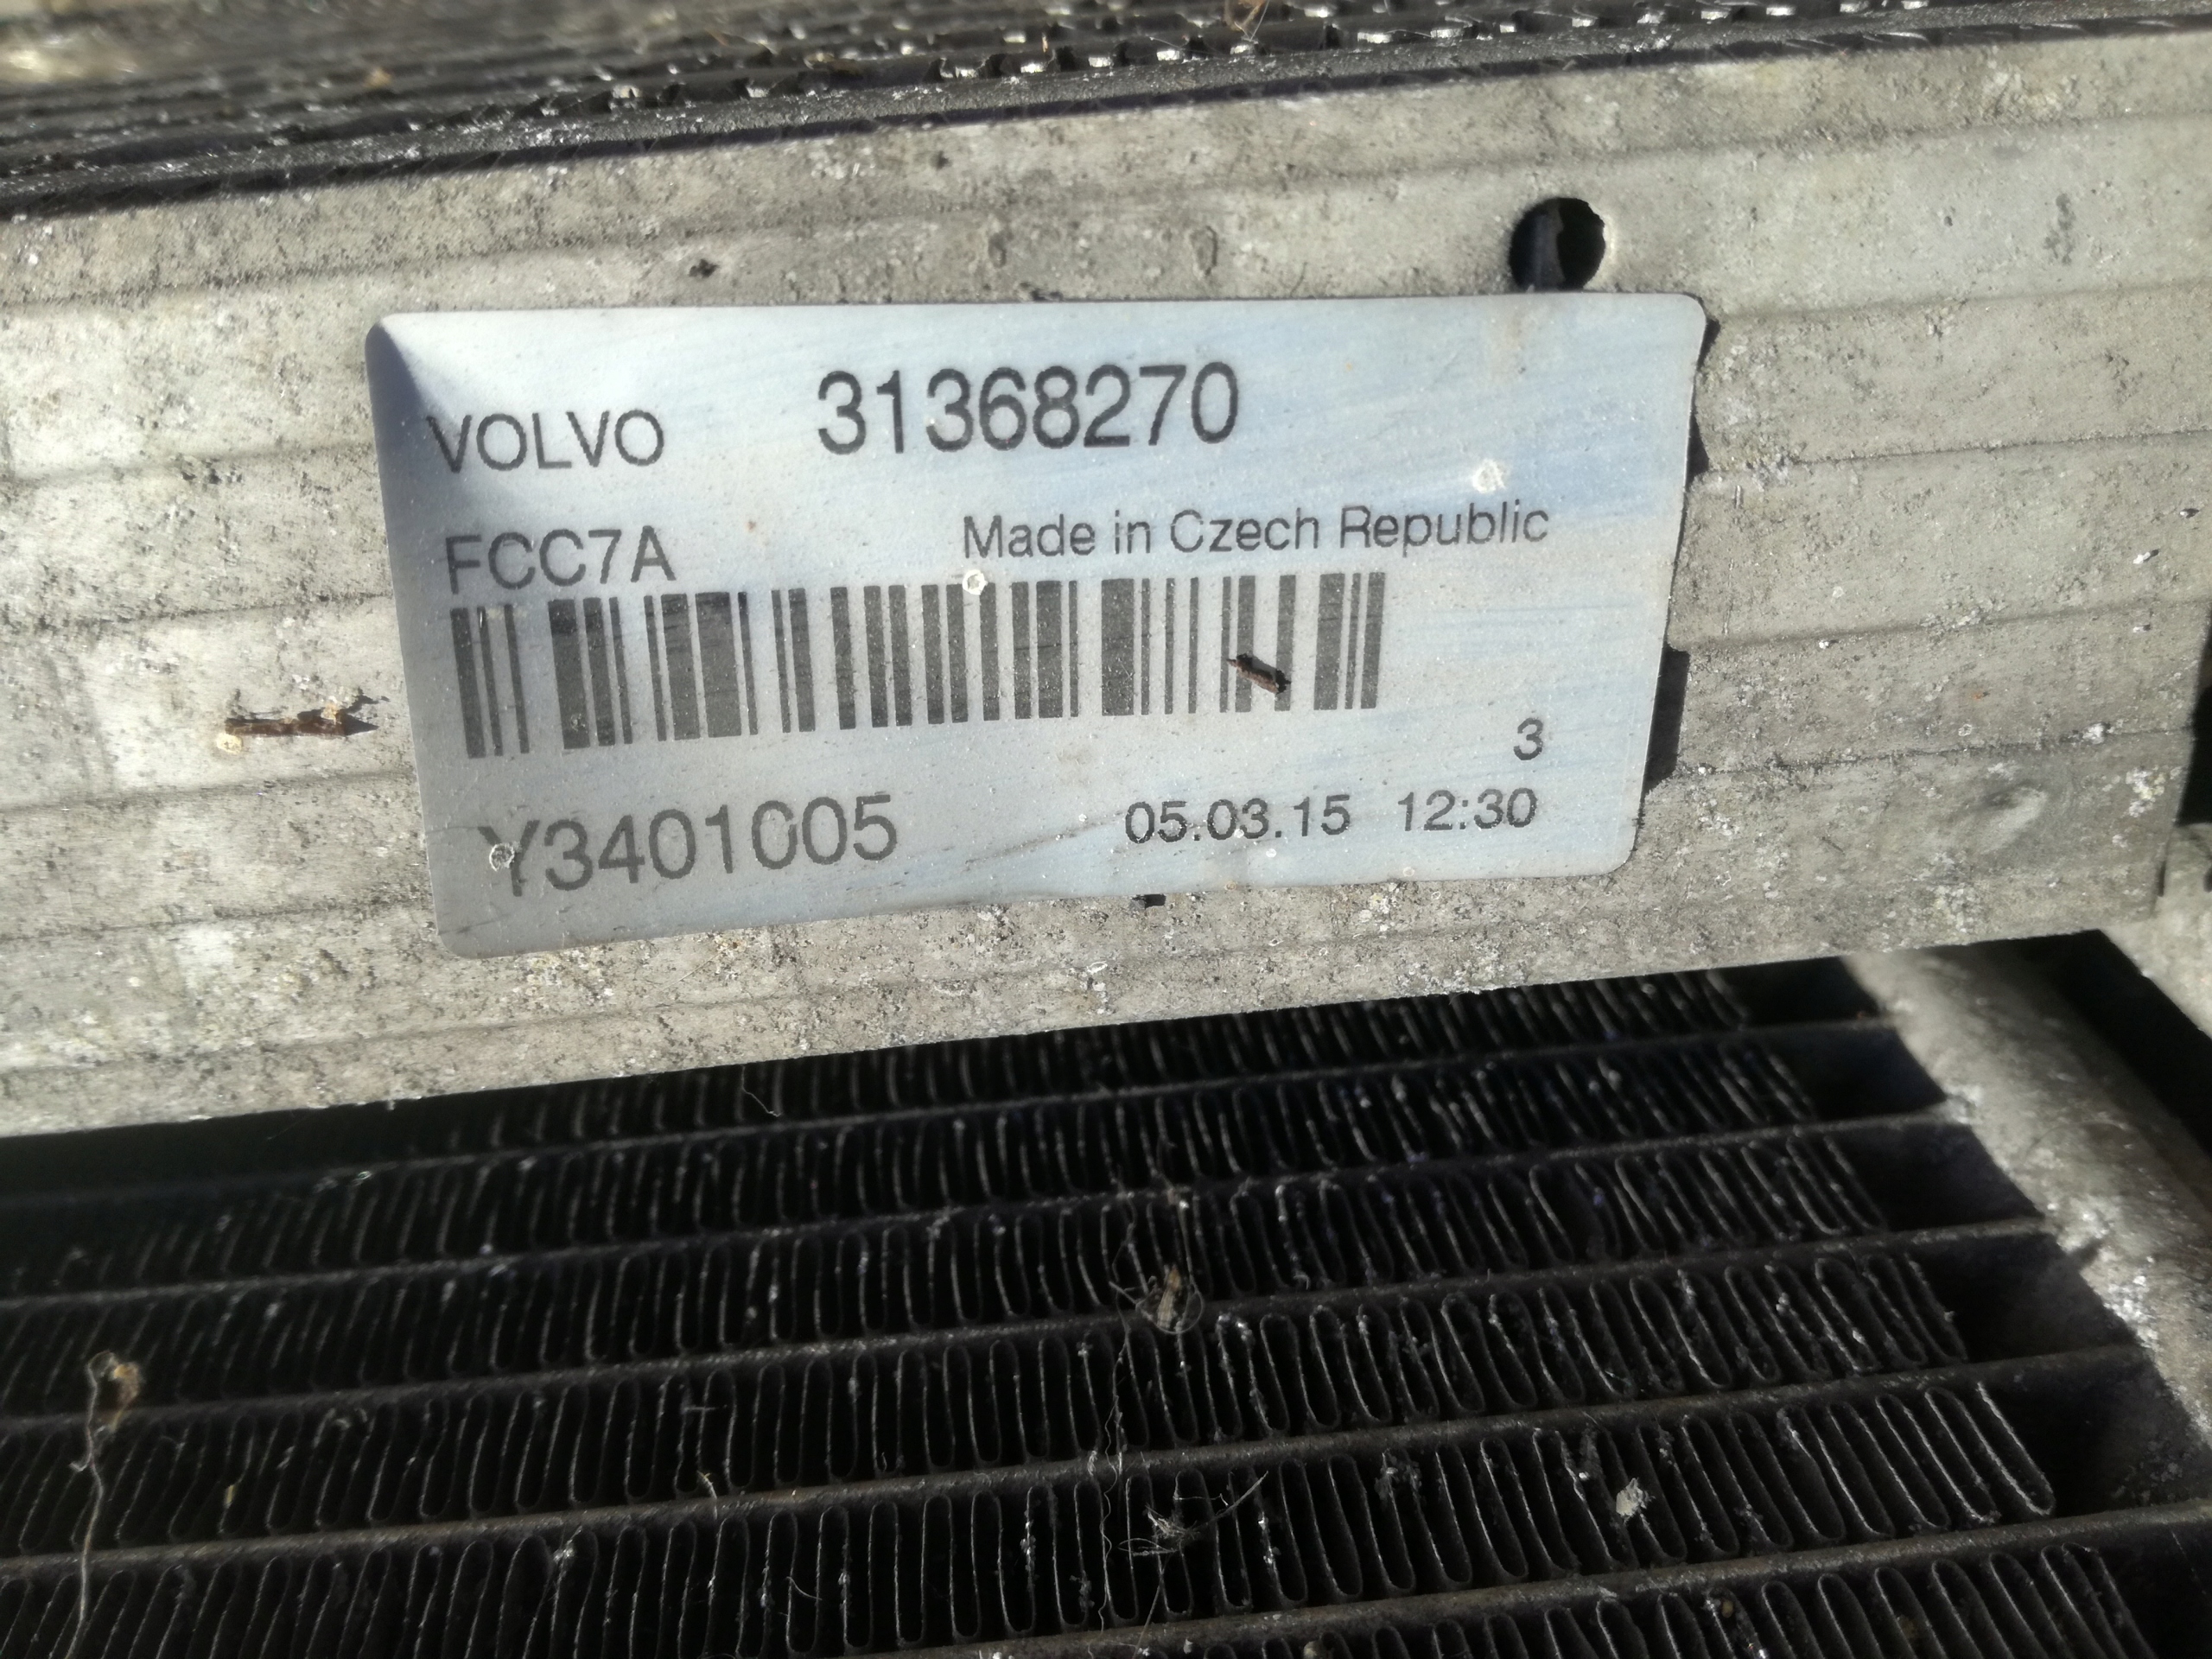 VOLVO 31368270
FCC7A Made in Czech Republic
3
Y3401005 05.03.15 12:30